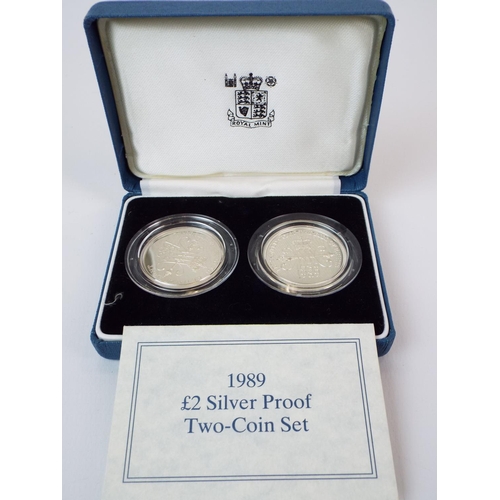 ROYAL MINT
1989
£2 Silver Proof
Two-Coin Set